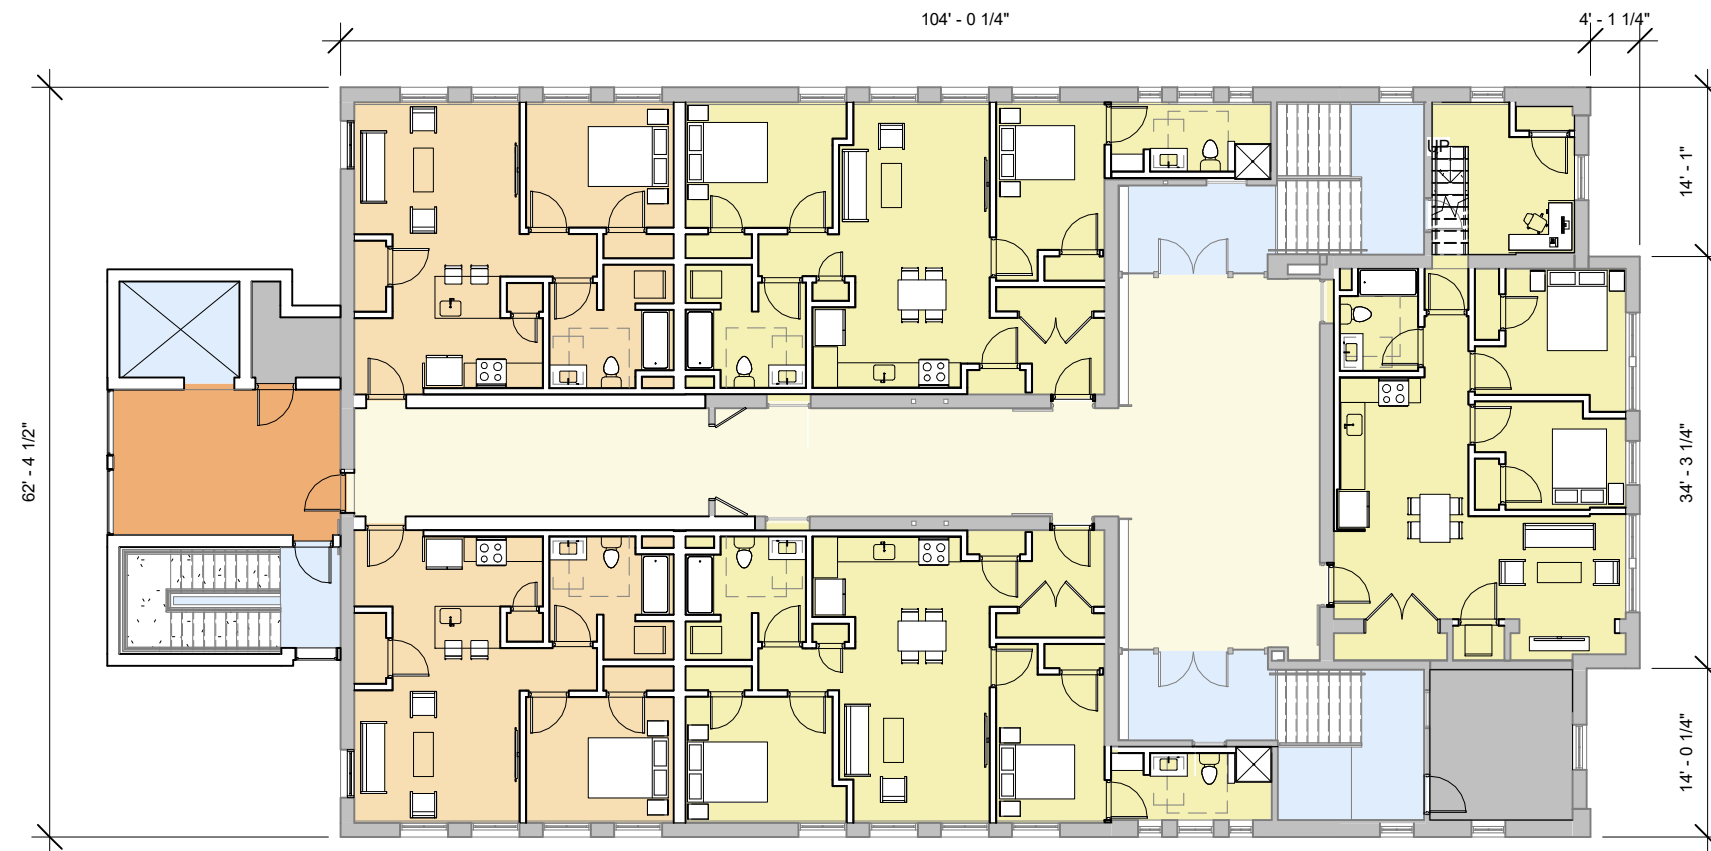 104' - 0 1/4"
4' - 1 1/4"
14' - 1"
UP
62' - 4 1/2"
34' - 3 1/4"
14' - 0 1/4"